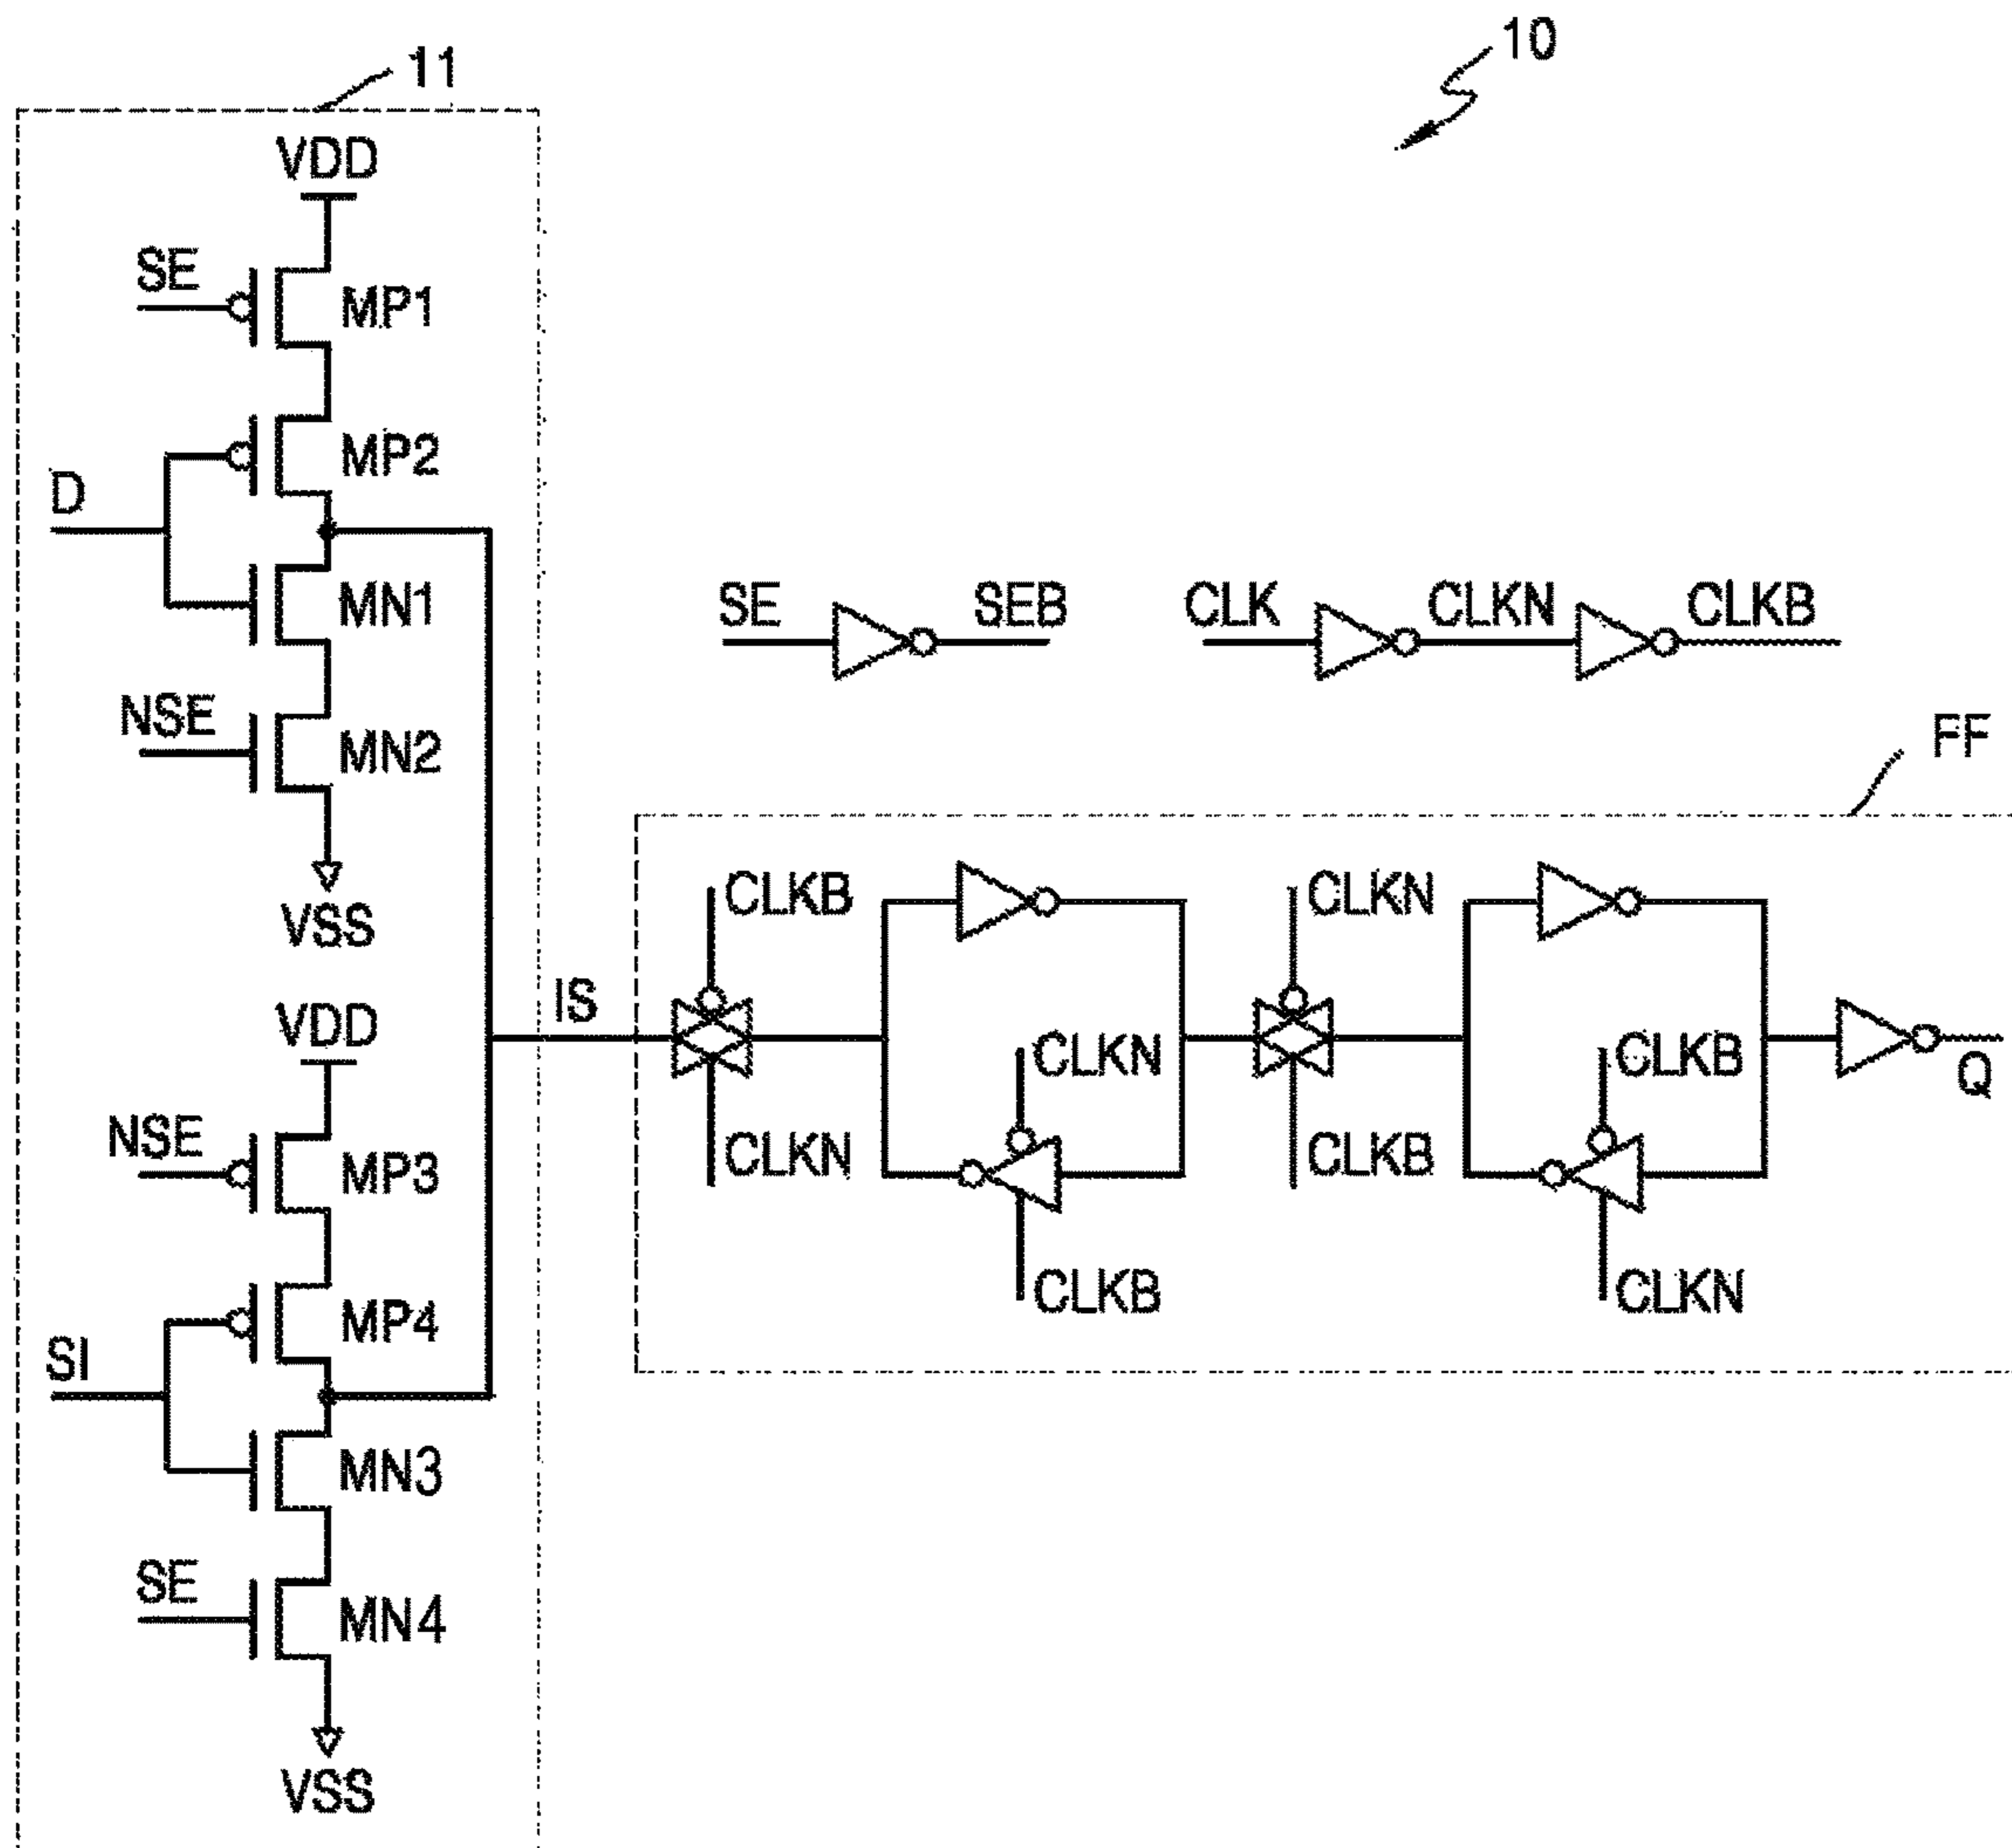 10
11
VDD
SE
MP1
MP2
D
MN1
NSE
MN2
VSS
VDD
NSE
MP3
MP4
SI
MN3
SE
MN4
VSS
IS
SE
SEB
CLK
CLKN
CLKB
FF
CLKB
CLKN
CLKN
CLKB
CLKN
CLKB
CLKB
CLKN
Q